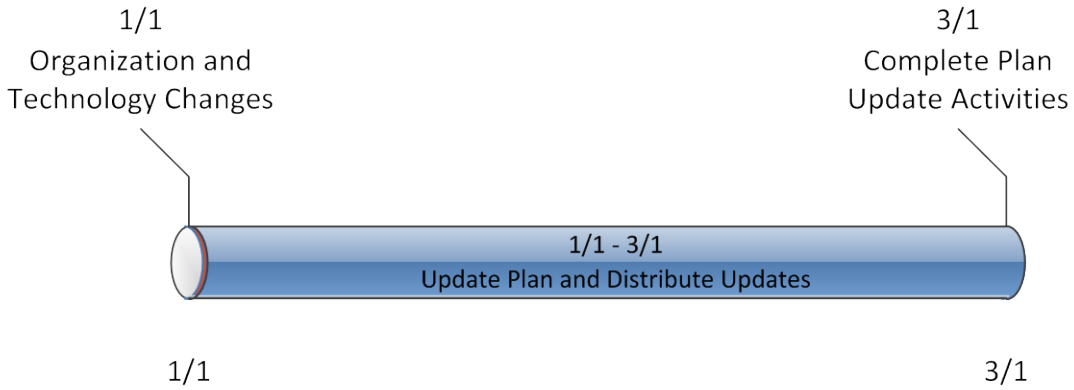 1/1
Organization and
Technology Changes
3/1
Complete Plan
Update Activities
1/1 - 3/1
Update Plan and Distribute Updates
1/1
3/1